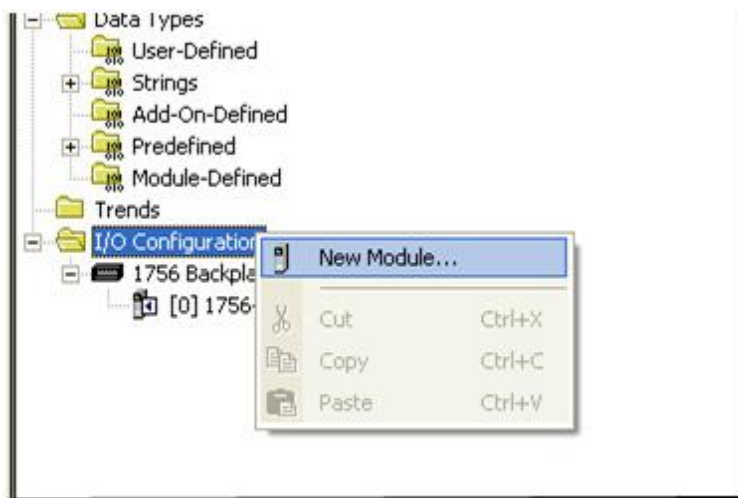 Data Types
User-Defined
Strings
Add-On-Defined
Predefined
Module-Defined
Trends
I/O Configuration
New Module...
1756 Backpla
[0] 1756-
Cut Ctrl+X
Copy Ctrl+C
Paste Ctrl+V